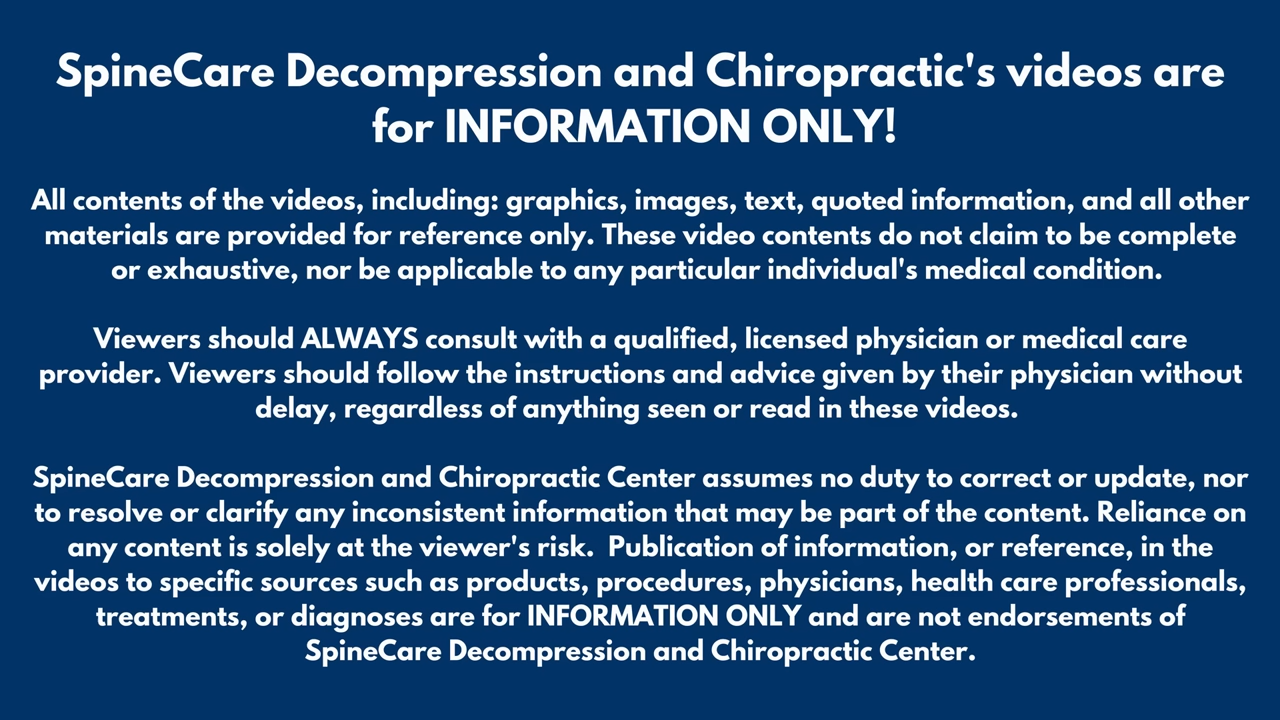 SpineCare Decompression and Chiropractic's videos are
for INFORMATION ONLY!
All contents of the videos, including: graphics, images, text, quoted information, and all other
materials are provided for reference only. These video contents do not claim to be complete
or exhaustive, nor be applicable to any particular individual's medical condition.
Viewers should ALWAYS consult with a qualified, licensed physician or medical care
provider. Viewers should follow the instructions and advice given by their physician without
delay, regardless of anything seen or read in these videos.
SpineCare Decompression and Chiropractic Center assumes no duty to correct or update, nor
to resolve or clarify any inconsistent information that may be part of the content. Reliance on
any content is solely at the viewer's risk.  Publication of information, or reference, in the
videos to specific sources such as products, procedures, physicians, health care professionals,
treatments, or diagnoses are for INFORMATION ONLY and are not endorsements of
SpineCare Decompression and Chiropractic Center.